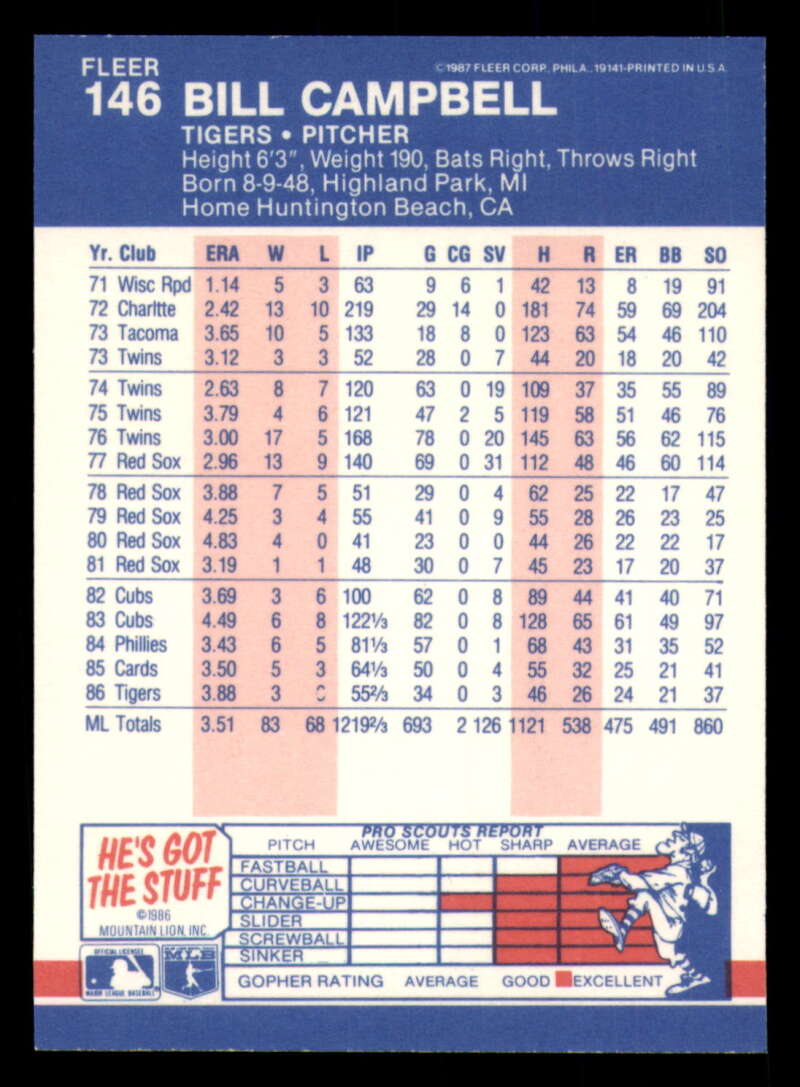 FLEER
©1987 FLEER CORP., PHILA., 19141-PRINTED IN U.S.A.
146 BILL CAMPBELL
TIGERS • PITCHER
Height 6'3", Weight 190, Bats Right, Throws Right
Born 8-9-48, Highland Park, MI
Home Huntington Beach, CA
Yr. Club ERA W L IP G CG SV H R ER BB SO
71 Wisc Rpd 1.14 5 3 63 9 6 1 42 13 8 19 91
72 Charltte 2.42 13 10 219 29 14 0 181 74 59 69 204
73 Tacoma 3.65 10 5 133 18 8 0 123 63 54 46 110
73 Twins 3.12 3 3 52 28 0 7 44 20 18 20 42
74 Twins 2.63 8 7 120 63 0 19 109 37 35 55 89
75 Twins 3.79 4 6 121 47 2 5 119 58 51 46 76
76 Twins 3.00 17 5 168 78 0 20 145 63 56 62 115
77 Red Sox 2.96 13 9 140 69 0 31 112 48 46 60 114
78 Red Sox 3.88 7 5 51 29 0 4 62 25 22 17 47
79 Red Sox 4.25 3 4 55 41 0 9 55 28 26 23 25
80 Red Sox 4.83 4 0 41 23 0 0 44 26 22 22 17
81 Red Sox 3.19 1 1 48 30 0 7 45 23 17 20 37
82 Cubs 3.69 3 6 100 62 0 8 89 44 41 40 71
83 Cubs 4.49 6 8 122⅓ 82 0 8 128 65 61 49 97
84 Phillies 3.43 6 5 81⅓ 57 0 1 68 43 31 35 52
85 Cards 3.50 5 3 64⅓ 50 0 4 55 32 25 21 41
86 Tigers 3.88 3 55⅔ 34 0 3 46 26 24 21 37
ML Totals 3.51 83 68 1219⅔ 693 2 126 1121 538 475 491 860
HE'S GOT
THE STUFF
©1986
MOUNTAIN LION, INC.
PRO SCOUTS REPORT
PITCH AWESOME HOT SHARP AVERAGE
FASTBALL
CURVEBALL
CHANGE-UP
SLIDER
SCREWBALL
SINKER
GOPHER RATING AVERAGE GOOD EXCELLENT
OFFICIAL LICENSEE
MAJOR LEAGUE BASEBALL
MLB